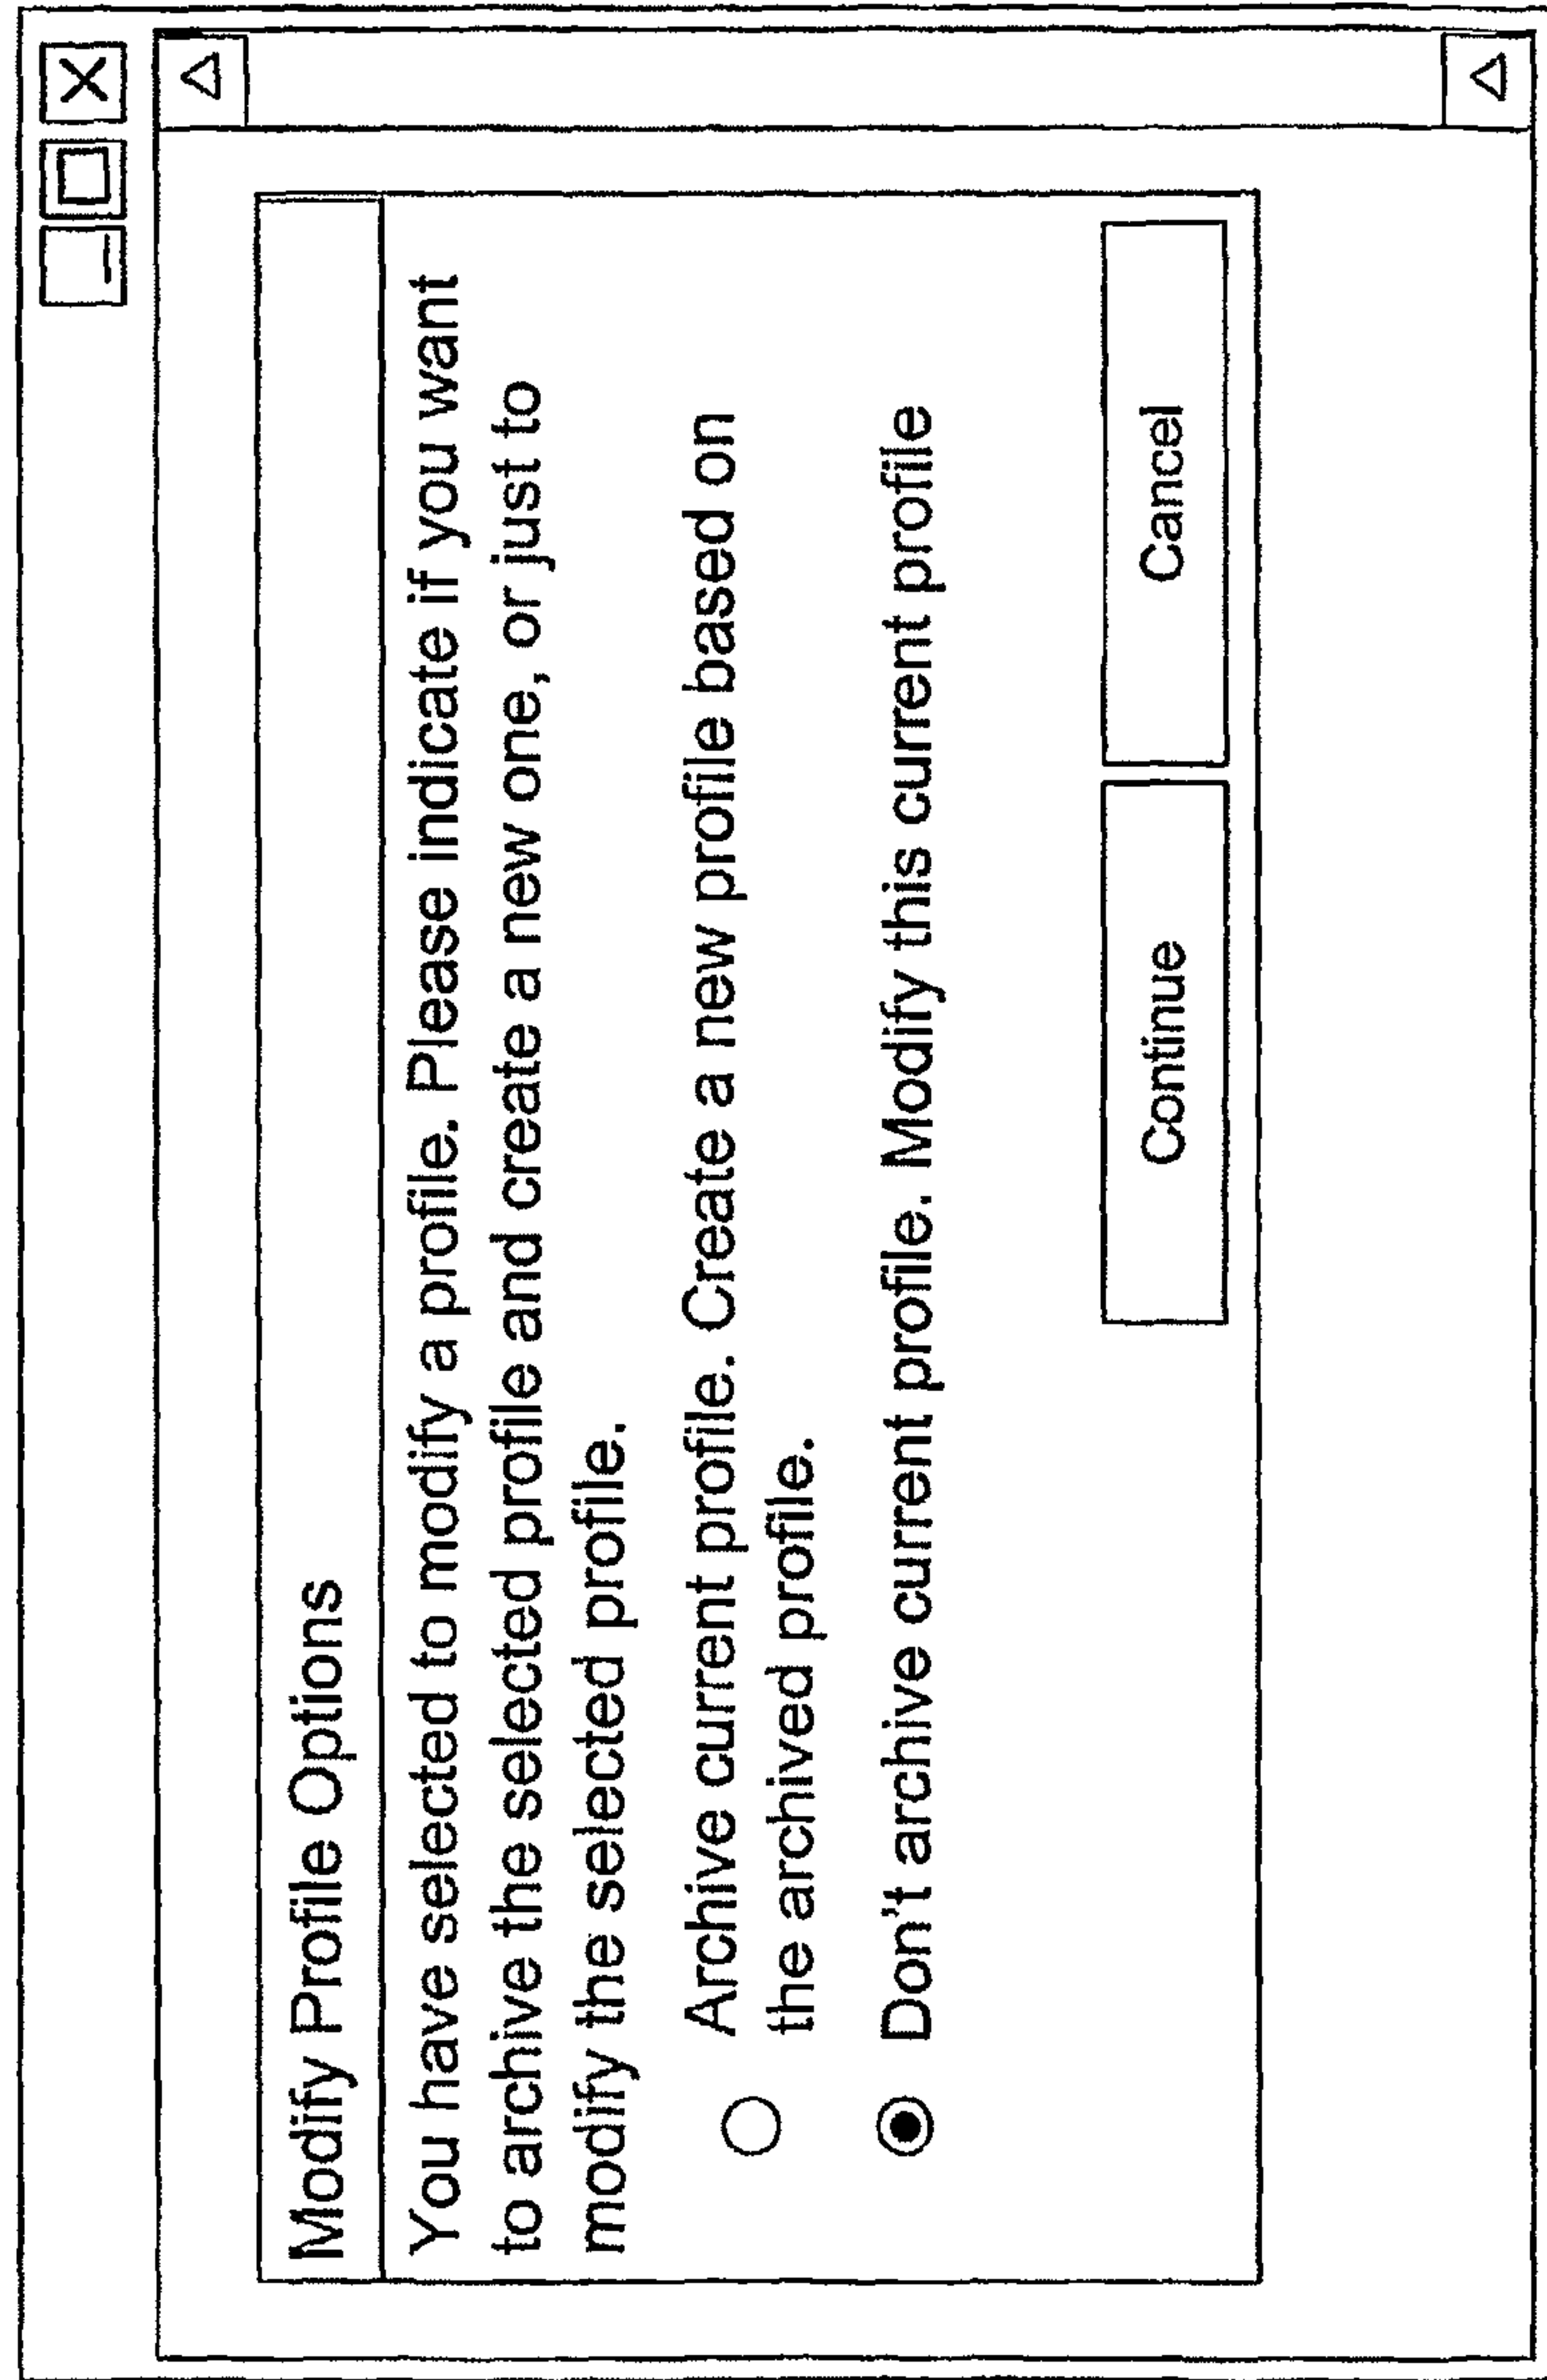 Modify Profile Options
You have selected to modify a profile. Please indicate if you want
to archive the selected profile and create a new one, or just to
modify the selected profile.
Archive current profile. Create a new profile based on
the archived profile.
Don't archive current profile. Modify this current profile
Continue
Cancel